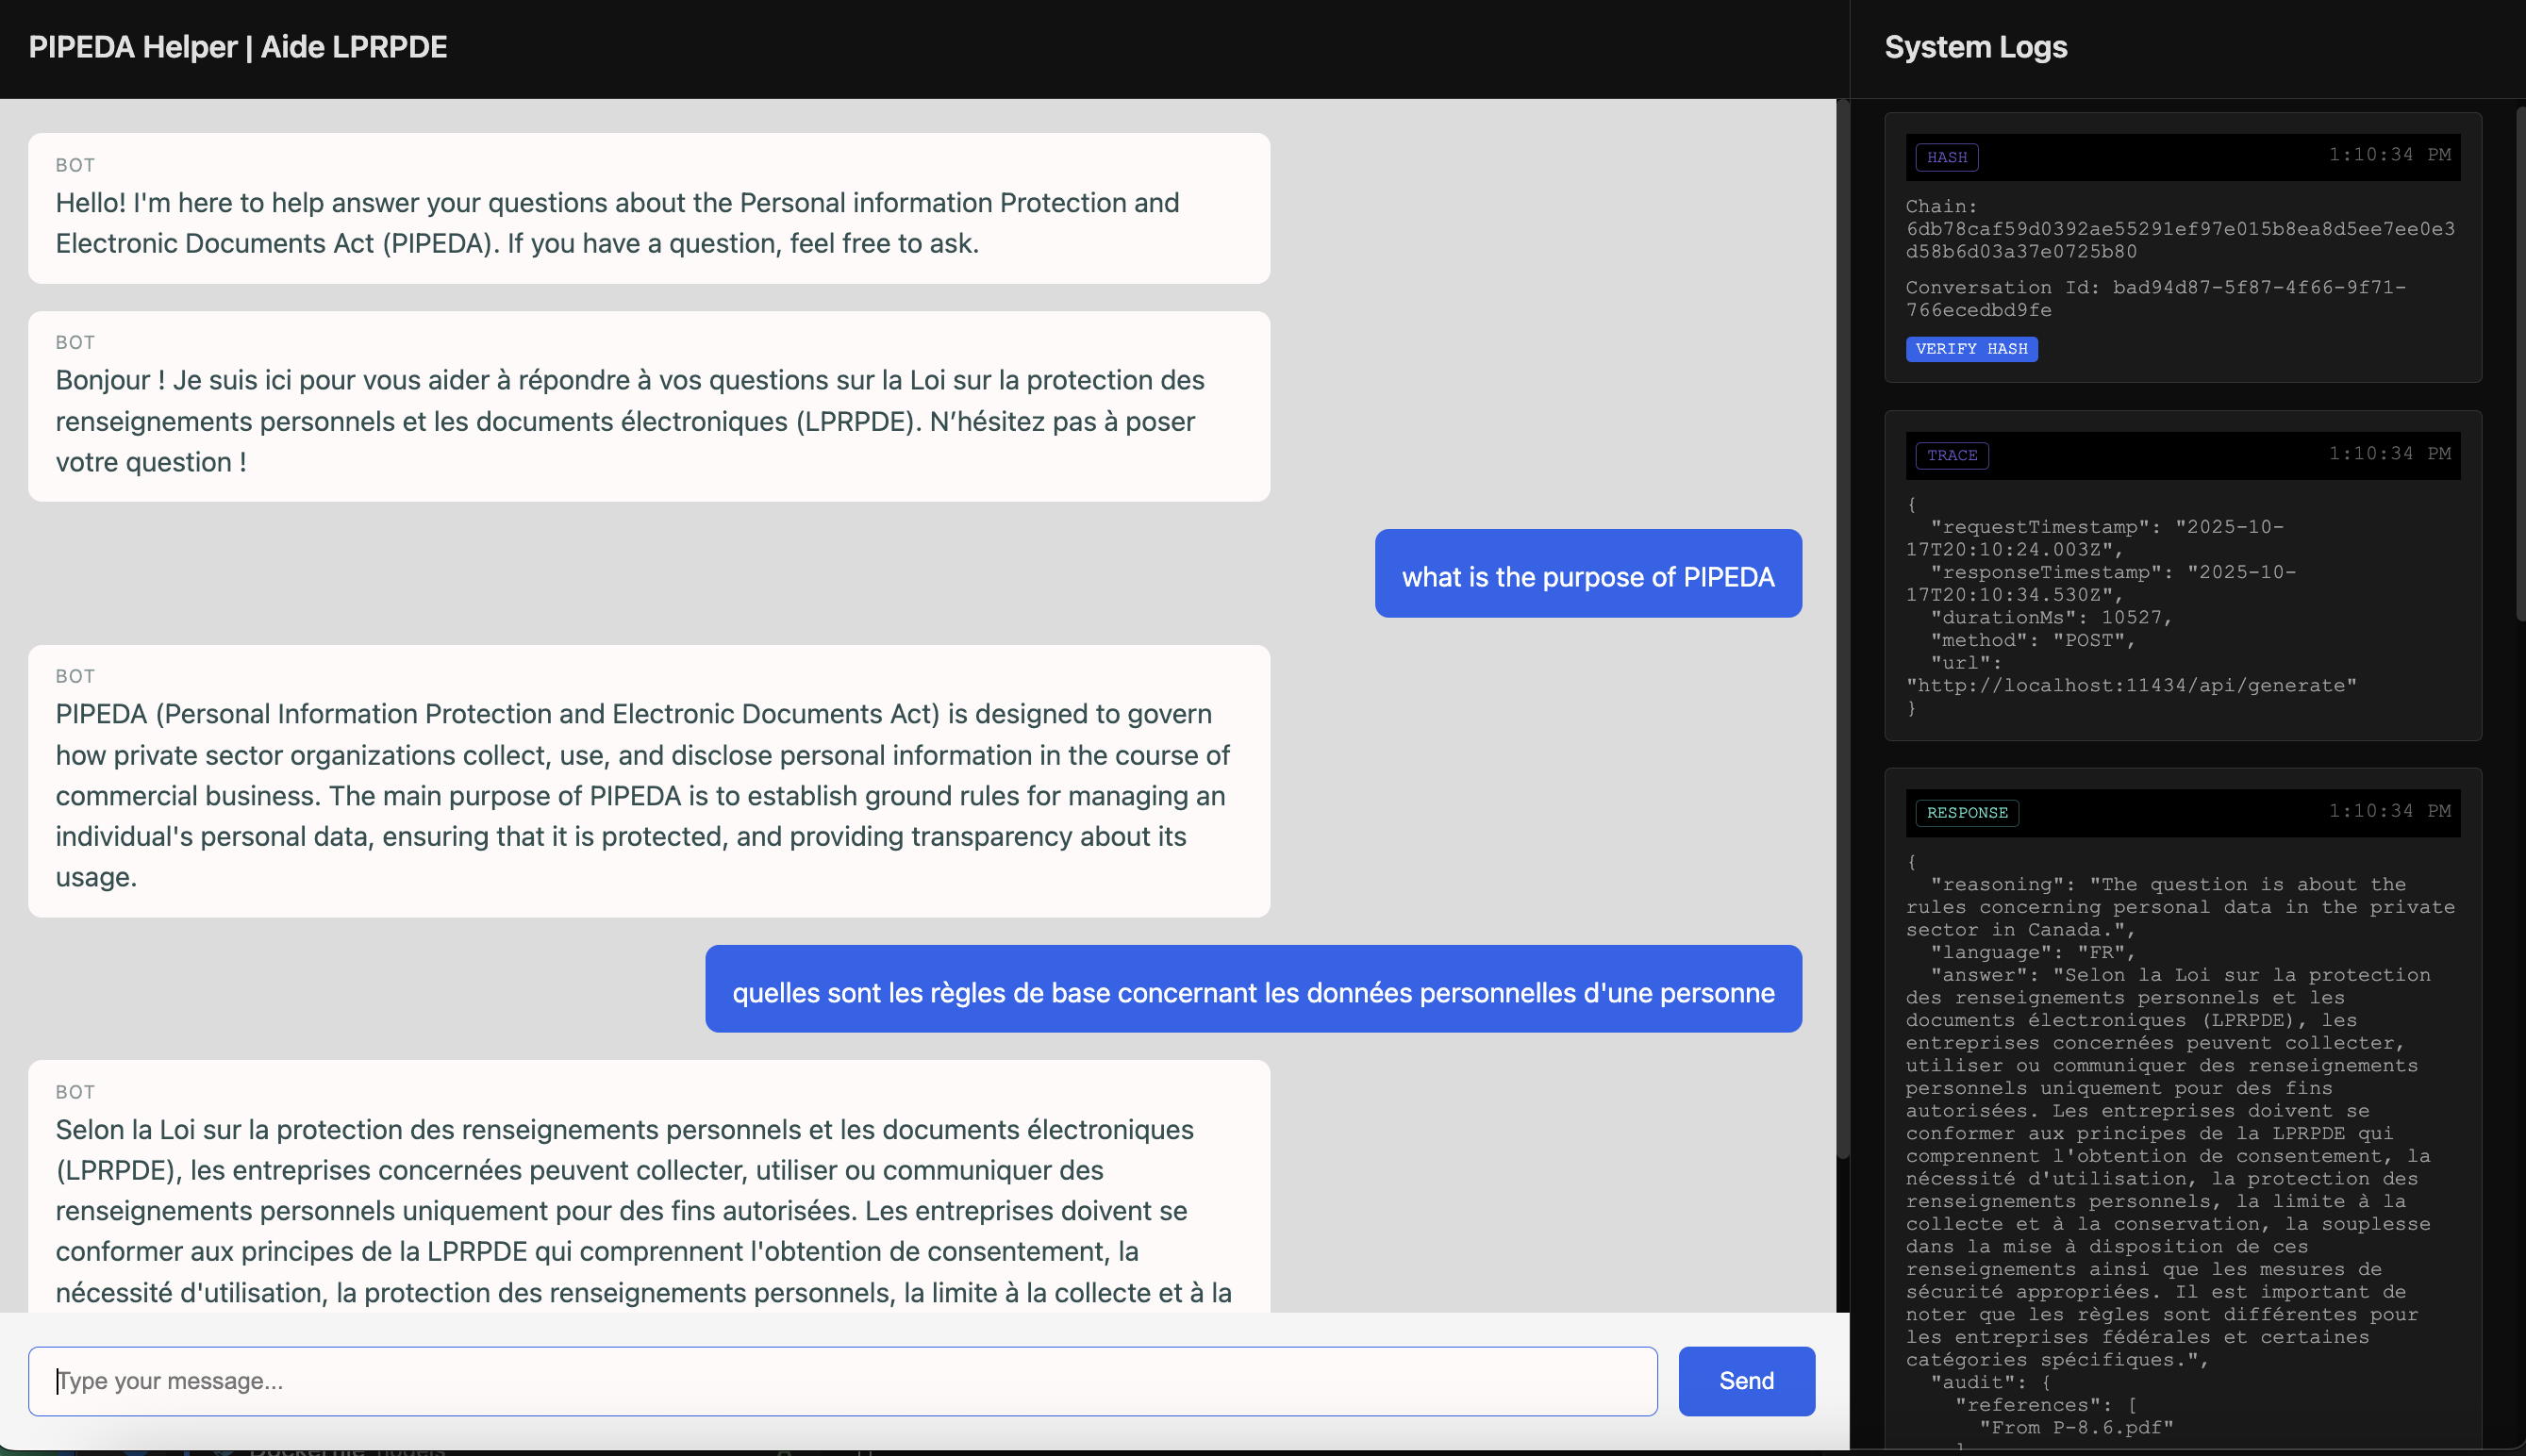 PIPEDA Helper | Aide LPRPDE
BOT
Hello! I'm here to help answer your questions about the Personal information Protection and
Electronic Documents Act (PIPEDA). If you have a question, feel free to ask.
BOT
Bonjour ! Je suis ici pour vous aider à répondre à vos questions sur la Loi sur la protection des
renseignements personnels et les documents électroniques (LPRPDE). N’hésitez pas à poser
votre question !
what is the purpose of PIPEDA
BOT
PIPEDA (Personal Information Protection and Electronic Documents Act) is designed to govern
how private sector organizations collect, use, and disclose personal information in the course of
commercial business. The main purpose of PIPEDA is to establish ground rules for managing an
individual's personal data, ensuring that it is protected, and providing transparency about its
usage.
quelles sont les règles de base concernant les données personnelles d'une personne
BOT
Selon la Loi sur la protection des renseignements personnels et les documents électroniques
(LPRPDE), les entreprises concernées peuvent collecter, utiliser ou communiquer des
renseignements personnels uniquement pour des fins autorisées. Les entreprises doivent se
conformer aux principes de la LPRPDE qui comprennent l'obtention de consentement, la
nécessité d'utilisation, la protection des renseignements personnels, la limite à la collecte et à la
Type your message...
Send
System Logs
HASH
1:10:34 PM
Chain:
6db78caf59d0392ae55291ef97e015b8ea8d5ee7ee0e3
d58b6d03a37e0725b80
Conversation Id: bad94d87-5f87-4f66-9f71-
766ecedbd9fe
VERIFY HASH
TRACE
1:10:34 PM
{
"requestTimestamp": "2025-10-
17T20:10:24.003Z",
"responseTimestamp": "2025-10-
17T20:10:34.530Z",
"durationMs": 10527,
"method": "POST",
"url":
"http://localhost:11434/api/generate"
}
RESPONSE
1:10:34 PM
{
"reasoning": "The question is about the
rules concerning personal data in the private
sector in Canada.",
"language": "FR",
"answer": "Selon la Loi sur la protection
des renseignements personnels et les
documents électroniques (LPRPDE), les
entreprises concernées peuvent collecter,
utiliser ou communiquer des renseignements
personnels uniquement pour des fins
autorisées. Les entreprises doivent se
conformer aux principes de la LPRPDE qui
comprennent l'obtention de consentement, la
nécessité d'utilisation, la protection des
renseignements personnels, la limite à la
collecte et à la conservation, la souplesse
dans la mise à disposition de ces
renseignements ainsi que les mesures de
sécurité appropriées. Il est important de
noter que les règles sont différentes pour
les entreprises fédérales et certaines
catégories spécifiques.",
"audit": {
"references": [
"From P-8.6.pdf"